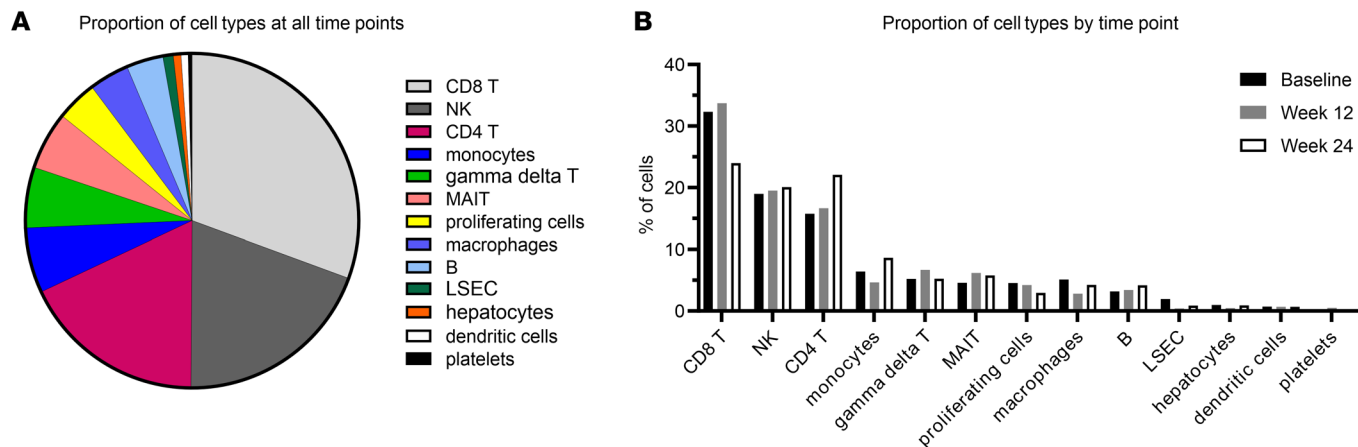 A
Proportion of cell types at all time points
CD8 T
NK
CD4 T
monocytes
gamma delta T
MAIT
proliferating cells
macrophages
B
LSEC
hepatocytes
dendritic cells
platelets
B
Proportion of cell types by time point
% of cells
40
30
20
10
0
Baseline
Week 12
Week 24
CD8 T
NK
CD4 T
monocytes
gamma delta T
MAIT
proliferating cells
macrophages
B
LSEC
hepatocytes
dendritic cells
platelets